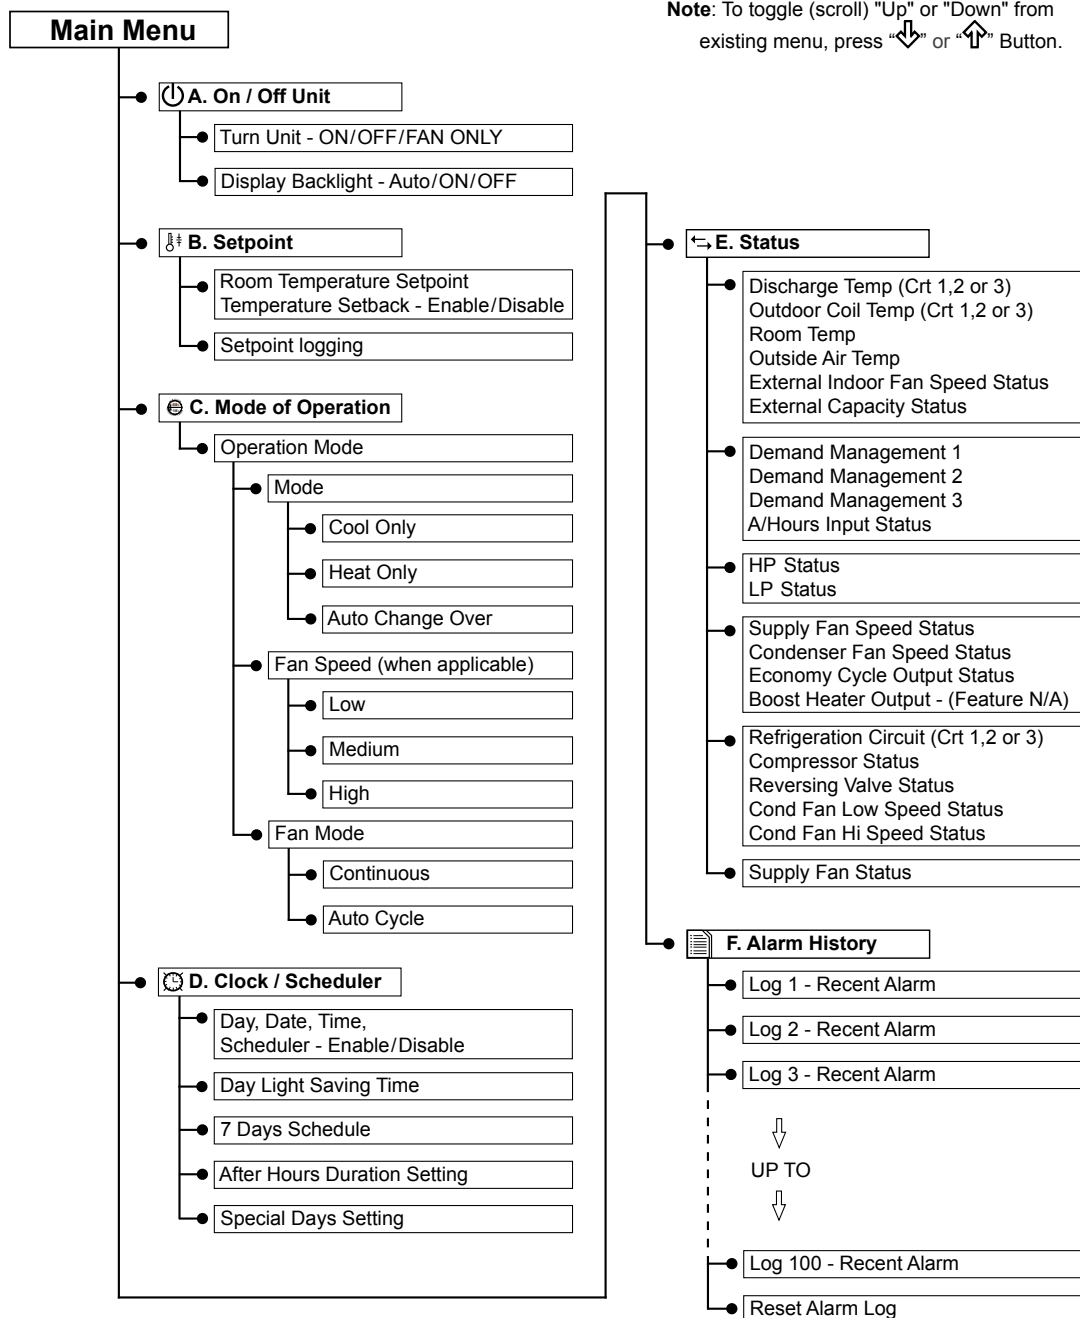 Main Menu
Note: To toggle (scroll) "Up" or "Down" from
existing menu, press “⇩” or “⇧” Button.
A. On / Off Unit
Turn Unit - ON/OFF/FAN ONLY
Display Backlight - Auto/ON/OFF
B. Setpoint
Room Temperature Setpoint
Temperature Setback - Enable/Disable
Setpoint logging
C. Mode of Operation
Operation Mode
Mode
Cool Only
Heat Only
Auto Change Over
Fan Speed (when applicable)
Low
Medium
High
Fan Mode
Continuous
Auto Cycle
D. Clock / Scheduler
Day, Date, Time,
Scheduler - Enable/Disable
Day Light Saving Time
7 Days Schedule
After Hours Duration Setting
Special Days Setting
E. Status
Discharge Temp (Crt 1,2 or 3)
Outdoor Coil Temp (Crt 1,2 or 3)
Room Temp
Outside Air Temp
External Indoor Fan Speed Status
External Capacity Status
Demand Management 1
Demand Management 2
Demand Management 3
A/Hours Input Status
HP Status
LP Status
Supply Fan Speed Status
Condenser Fan Speed Status
Economy Cycle Output Status
Boost Heater Output - (Feature N/A)
Refrigeration Circuit (Crt 1,2 or 3)
Compressor Status
Reversing Valve Status
Cond Fan Low Speed Status
Cond Fan Hi Speed Status
Supply Fan Status
F. Alarm History
Log 1 - Recent Alarm
Log 2 - Recent Alarm
Log 3 - Recent Alarm
UP TO
Log 100 - Recent Alarm
Reset Alarm Log